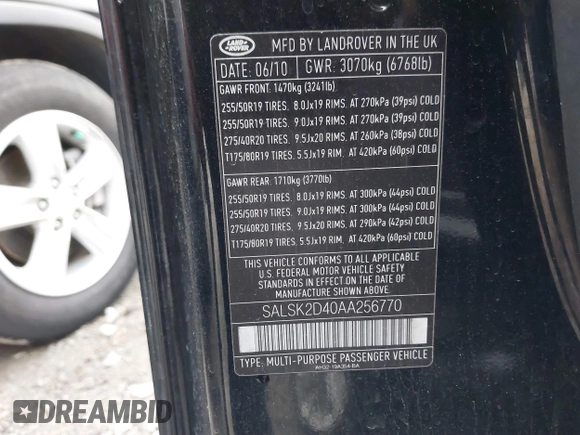 LAND ROVER
MFD BY LANDROVER IN THE UK
DATE: 06/10 GWR: 3070kg (6768lb)
GAWR FRONT: 1470kg (3241lb)
255/50R19 TIRES. 8.0Jx19 RIMS. AT 270kPa (39psi) COLD
255/50R19 TIRES. 9.0Jx19 RIMS. AT 270kPa (39psi) COLD
275/40R20 TIRES. 9.5Jx20 RIMS. AT 260kPa (38psi) COLD
T175/80R19 TIRES. 5.5Jx19 RIM. AT 420kPa (60psi) COLD
GAWR REAR: 1710kg (3770lb)
255/50R19 TIRES. 8.0Jx19 RIMS. AT 300kPa (44psi) COLD
255/50R19 TIRES. 9.0Jx19 RIMS. AT 300kPa (44psi) COLD
275/40R20 TIRES. 9.5Jx20 RIMS. AT 290kPa (42psi) COLD
T175/80R19 TIRES. 5.5Jx19 RIM. AT 420kPa (60psi) COLD
THIS VEHICLE CONFORMS TO ALL APPLICABLE
U.S. FEDERAL MOTOR VEHICLE SAFETY
STANDARDS IN EFFECT ON THE DATE OF
MANUFACTURE SHOWN ABOVE
SALSK2D40AA256770
TYPE: MULTI-PURPOSE PASSENGER VEHICLE
AH32-19A354-BA
DREAMBID